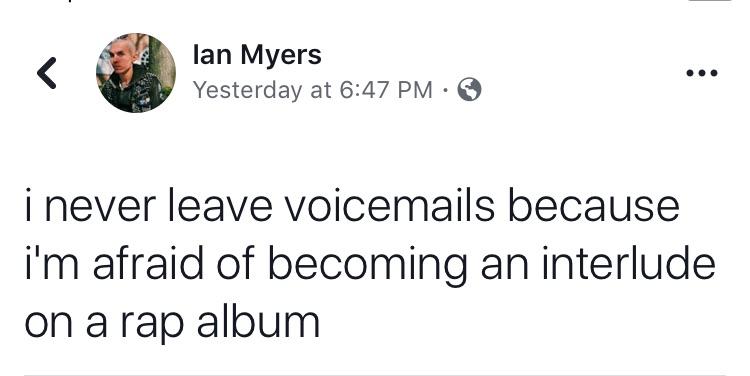 Ian Myers
Yesterday at 6:47 PM ·
i never leave voicemails because
i'm afraid of becoming an interlude
on a rap album